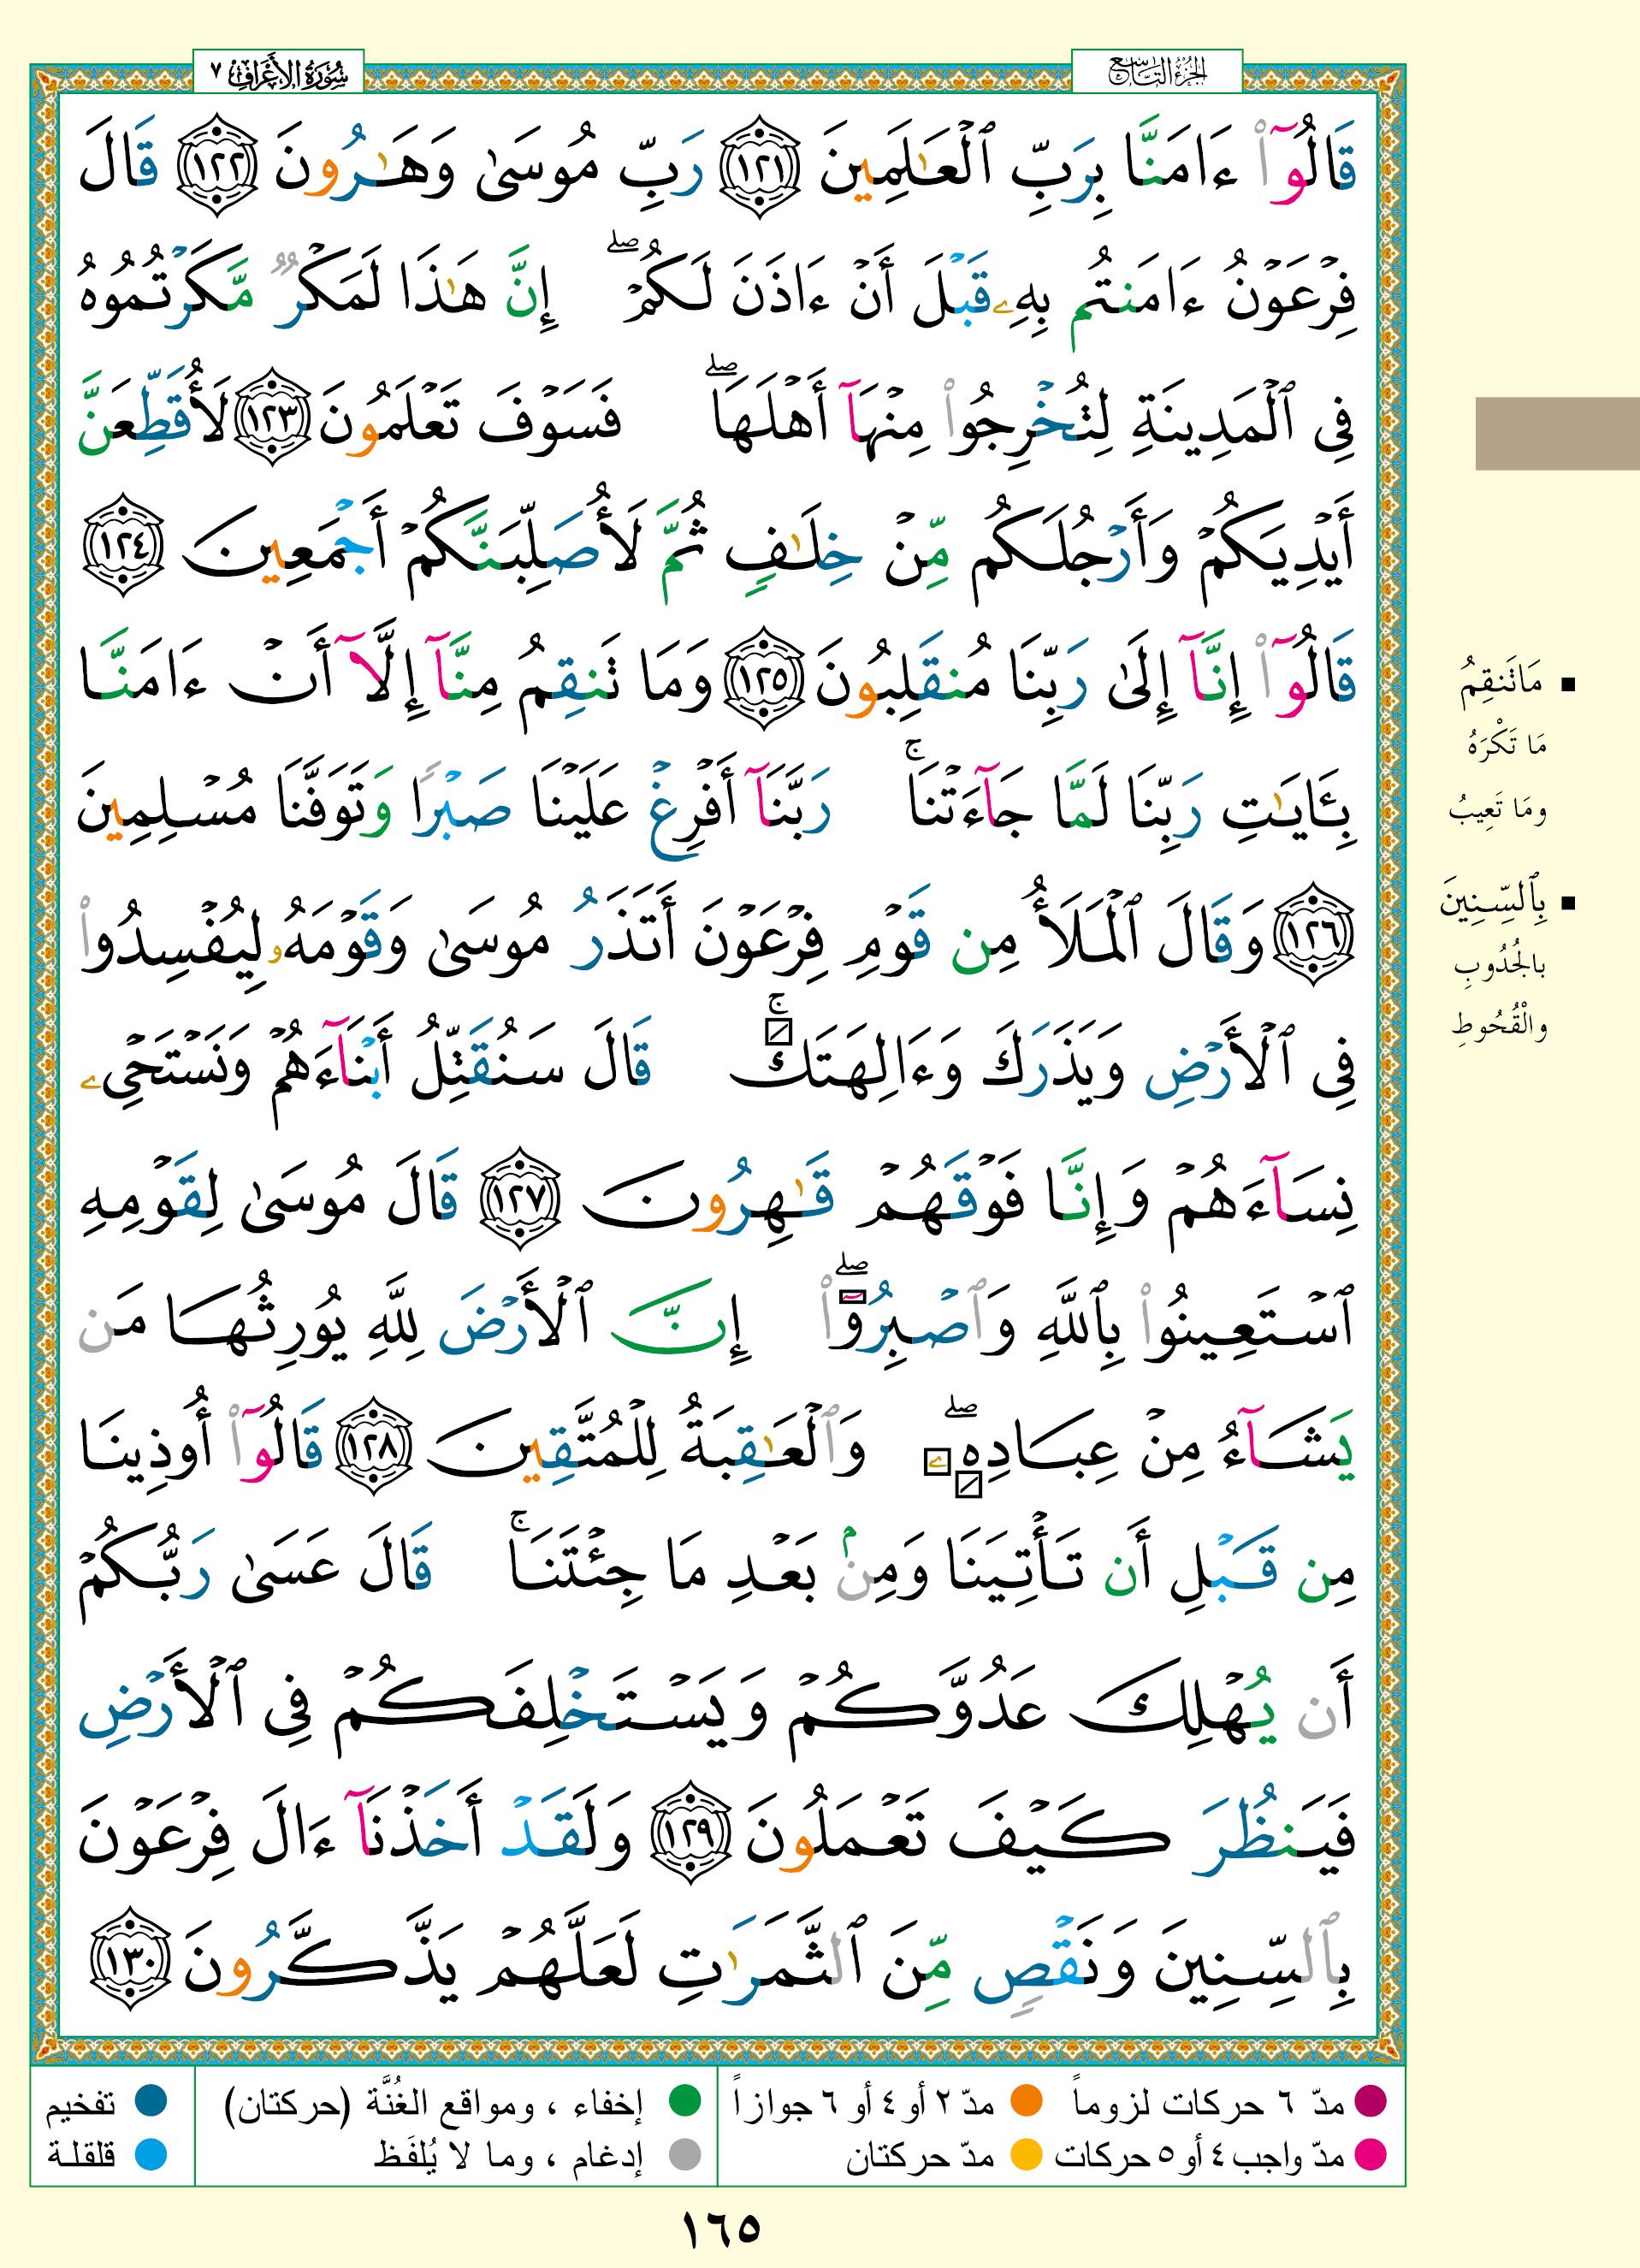 الجزء التاسع
سورة الأعراف ٧
قَالُوٓا۟ ءَامَنَّا بِرَبِّ ٱلْعَـٰلَمِينَ ١٢١ رَبِّ مُوسَىٰ وَهَـٰرُونَ ١٢٢ قَالَ
فِرْعَوْنُ ءَامَنتُم بِهِۦ قَبْلَ أَنْ ءَاذَنَ لَكُمْ ۖ إِنَّ هَـٰذَا لَمَكْرٌ مَّكَرْتُمُوهُ
فِى ٱلْمَدِينَةِ لِتُخْرِجُوا۟ مِنْهَآ أَهْلَهَا ۖ فَسَوْفَ تَعْلَمُونَ ١٢٣ لَأُقَطِّعَنَّ
أَيْدِيَكُمْ وَأَرْجُلَكُم مِّنْ خِلَـٰفٍ ثُمَّ لَأُصَلِّبَنَّكُمْ أَجْمَعِينَ ١٢٤
قَالُوٓا۟ إِنَّآ إِلَىٰ رَبِّنَا مُنقَلِبُونَ ١٢٥ وَمَا تَنقِمُ مِنَّآ إِلَّآ أَنْ ءَامَنَّا
بِـَٔايَـٰتِ رَبِّنَا لَمَّا جَآءَتْنَا ۚ رَبَّنَآ أَفْرِغْ عَلَيْنَا صَبْرًا وَتَوَفَّنَا مُسْلِمِينَ
١٢٦ وَقَالَ ٱلْمَلَأُ مِن قَوْمِ فِرْعَوْنَ أَتَذَرُ مُوسَىٰ وَقَوْمَهُۥ لِيُفْسِدُوا۟
فِى ٱلْأَرْضِ وَيَذَرَكَ وَءَالِهَتَكَ ۚ قَالَ سَنُقَتِّلُ أَبْنَآءَهُمْ وَنَسْتَحْىِۦ
نِسَآءَهُمْ وَإِنَّا فَوْقَهُمْ قَـٰهِرُونَ ١٢٧ قَالَ مُوسَىٰ لِقَوْمِهِ
ٱسْتَعِينُوا۟ بِٱللَّهِ وَٱصْبِرُوٓا۟ ۖ إِنَّ ٱلْأَرْضَ لِلَّهِ يُورِثُهَا مَن
يَشَآءُ مِنْ عِبَادِهِۦ ۖ وَٱلْعَـٰقِبَةُ لِلْمُتَّقِينَ ١٢٨ قَالُوٓا۟ أُوذِينَا
مِن قَبْلِ أَن تَأْتِيَنَا وَمِنۢ بَعْدِ مَا جِئْتَنَا ۚ قَالَ عَسَىٰ رَبُّكُمْ
أَن يُهْلِكَ عَدُوَّكُمْ وَيَسْتَخْلِفَكُمْ فِى ٱلْأَرْضِ
فَيَنظُرَ كَيْفَ تَعْمَلُونَ ١٢٩ وَلَقَدْ أَخَذْنَآ ءَالَ فِرْعَوْنَ
بِٱلسِّنِينَ وَنَقْصٍ مِّنَ ٱلثَّمَرَٰتِ لَعَلَّهُمْ يَذَّكَّرُونَ ١٣٠
مَا تَنقِمُ
مَا تَكْرَهُ
ومَا تَعِيبُ
بِٱلسِّنِينَ
بالجُدُوبِ
والْقُحُوطِ
مدّ ٦ حركات لزوماً
مدّ ٢ أو ٤ أو ٦ جوازاً
إخفاء ، ومواقع الغُنَّة (حركتان)
تفخيم
مدّ واجب ٤ أو ٥ حركات
مدّ حركتان
إدغام ، وما لا يُلفَظ
قلقلة
١٦٥